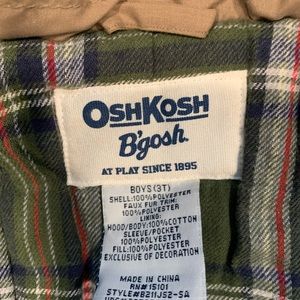 OSHKOSH
B'gosh
AT PLAY SINCE 1895
BOYS(3T)
SHELL:100%POLYESTER
FAUX FUR TRIM:
100%POLYESTER
LINING:
HOOD/BODY:100%COTTON
SLEEVE/POCKET
100%POLYESTER
FILL:100%POLYESTER
EXCLUSIVE OF DECORATION
MADE IN CHINA
RN#15101